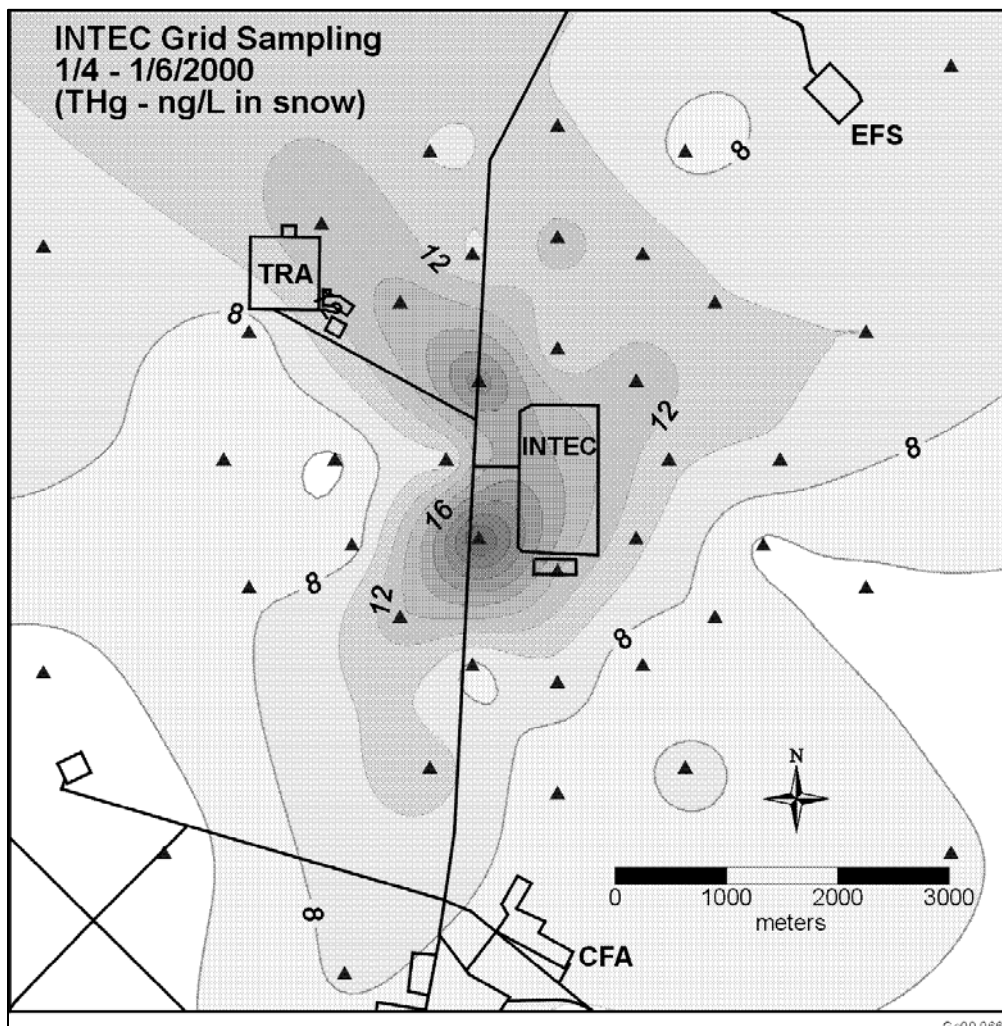 INTEC Grid Sampling
1/4 - 1/6/2000
(THg - ng/L in snow)
EFS
8
12
TRA
8
12
INTEC
8
16
8
12
8
N
0 1000 2000 3000
meters
8
CFA